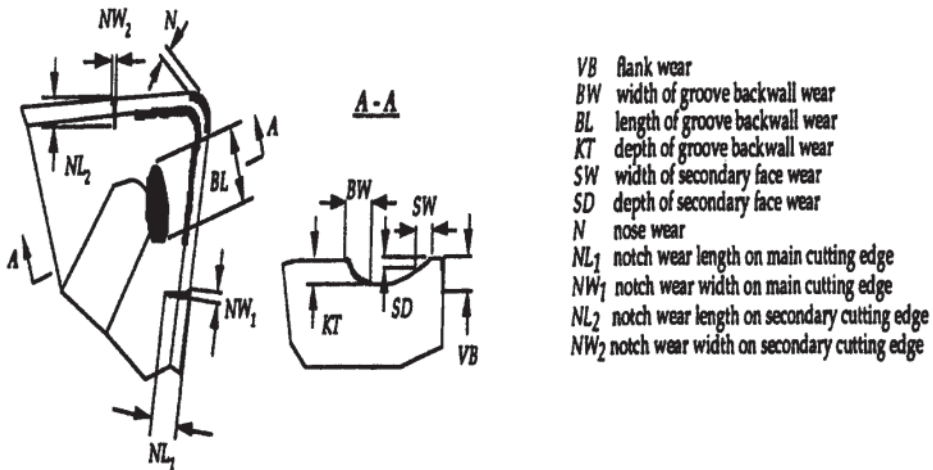 NW2
N
A - A
A
NL2
BL
BW
SW
A
NW1
KT
SD
VB
NL1
VB flank wear
BW width of groove backwall wear
BL length of groove backwall wear
KT depth of groove backwall wear
SW width of secondary face wear
SD depth of secondary face wear
N nose wear
NL1 notch wear length on main cutting edge
NW1 notch wear width on main cutting edge
NL2 notch wear length on secondary cutting edge
NW2 notch wear width on secondary cutting edge